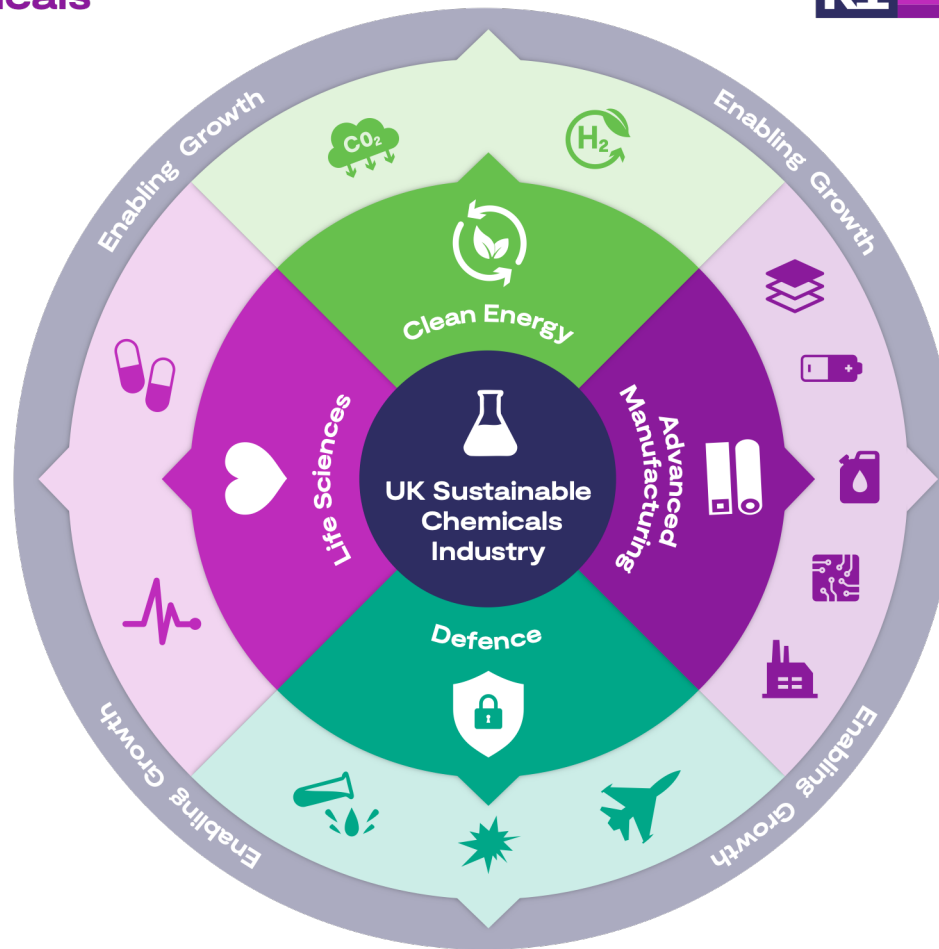 Enabling Growth
Enabling Growth
CO₂
H₂
Clean Energy
Life Sciences
Advanced
Manufacturing
UK Sustainable
Chemicals
Industry
Defence
Enabling Growth
Enabling Growth